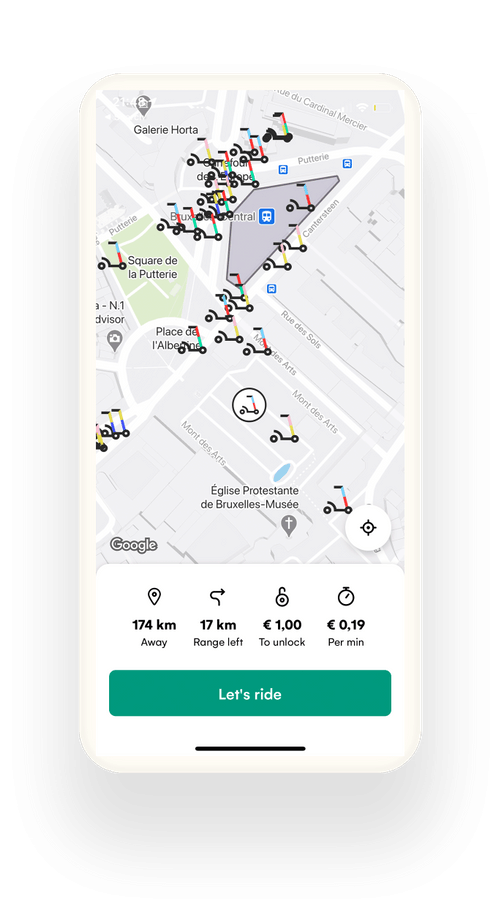 rue du Cardinal Mercier
Galerie Horta
Putterie
Carrefour
de l'Europe
Bruxelles-Central
Cantersteen
Putterie
Square de
la Putterie
a - N.1
dvisor
Rue des Sols
Place de
l'Albertine
Mont des Arts
Mont des Arts
Mont des Arts
Église Protestante
de Bruxelles-Musée
Google
174 km
17 km
€ 1,00
€ 0,19
Away
Range left
To unlock
Per min
Let's ride